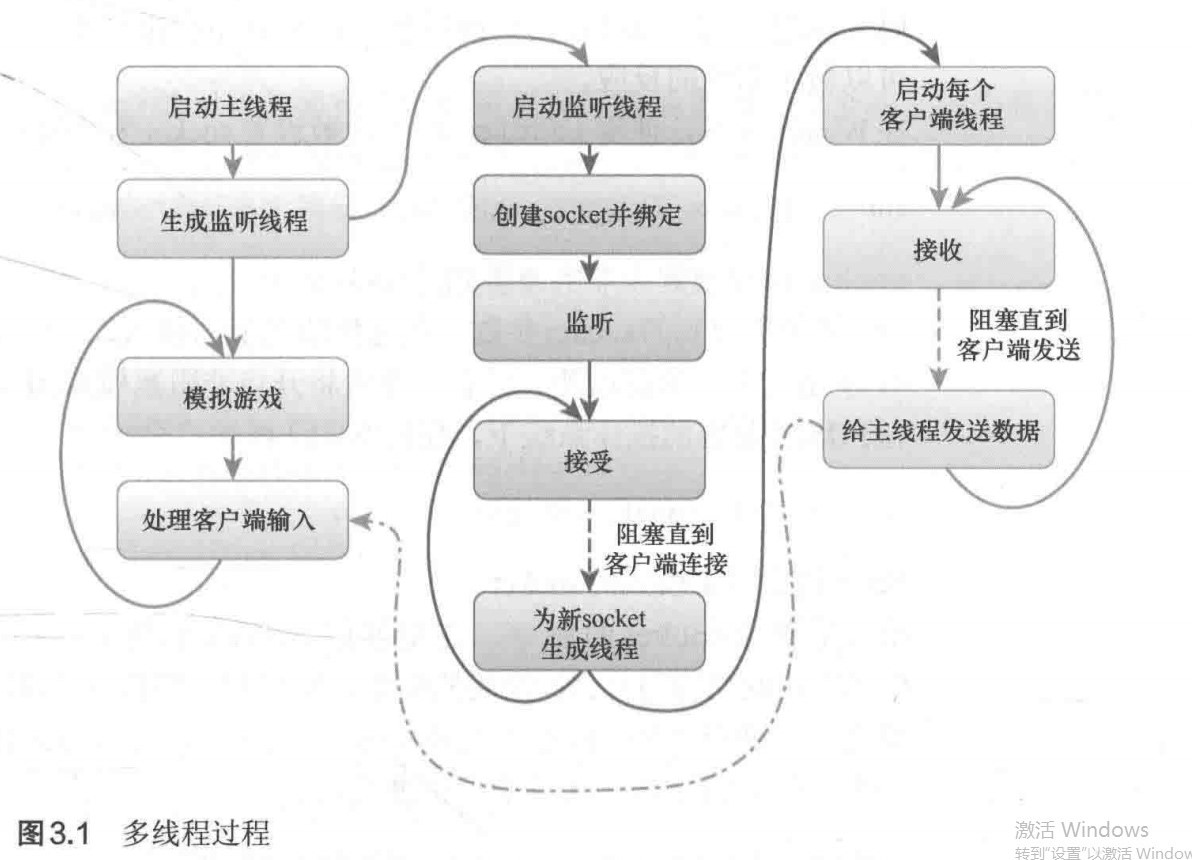 启动主线程
生成监听线程
模拟游戏
处理客户端输入
启动监听线程
创建socket并绑定
监听
接受
阻塞直到
客户端连接
为新socket
生成线程
启动每个
客户端线程
接收
阻塞直到
客户端发送
给主线程发送数据
图3.1 多线程过程
激活 Windows
转到"设置"以激活 Window